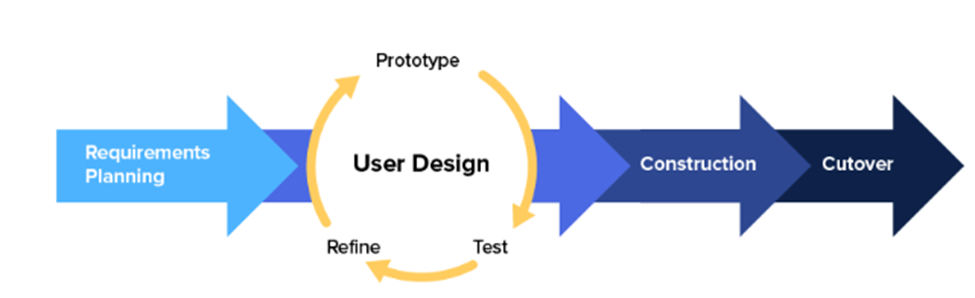 Prototype
Requirements
Planning
User Design
Construction
Cutover
Refine
Test